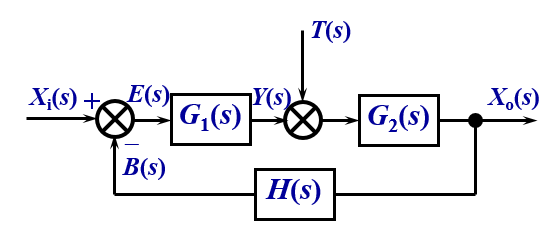 T(s)
Xᵢ(s) + E(s) G₁(s) Y(s) G₂(s) Xₒ(s)
−
B(s)
H(s)